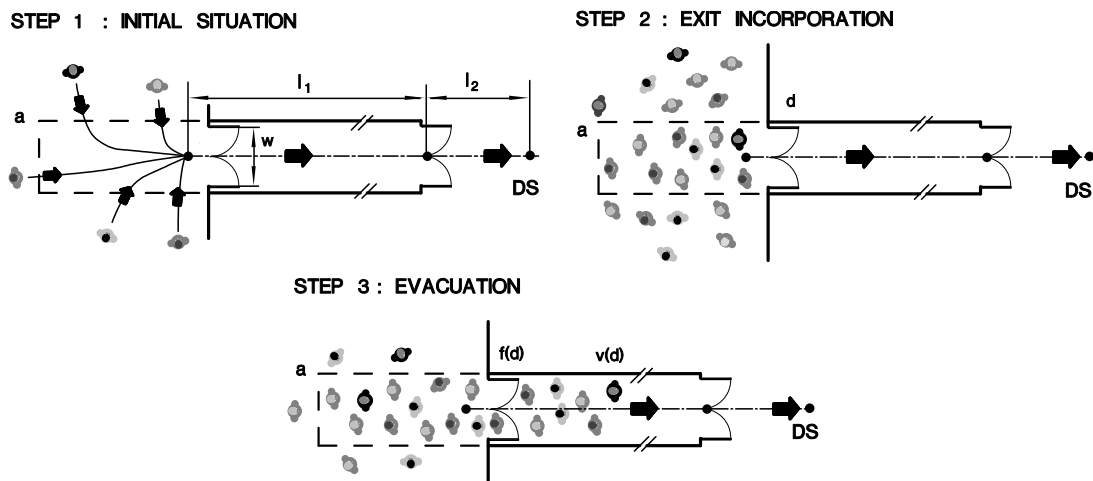 STEP 1 : INITIAL SITUATION
a
l1
l2
w
DS
STEP 2 : EXIT INCORPORATION
a
d
DS
STEP 3 : EVACUATION
a
f(d)
v(d)
DS